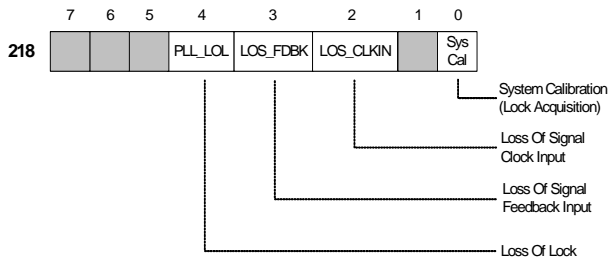 7 6 5 4 3 2 1 0
218 PLL_LOL LOS_FDBK LOS_CLKIN Sys
Cal
System Calibration
(Lock Acquisition)
Loss Of Signal
Clock Input
Loss Of Signal
Feedback Input
Loss Of Lock